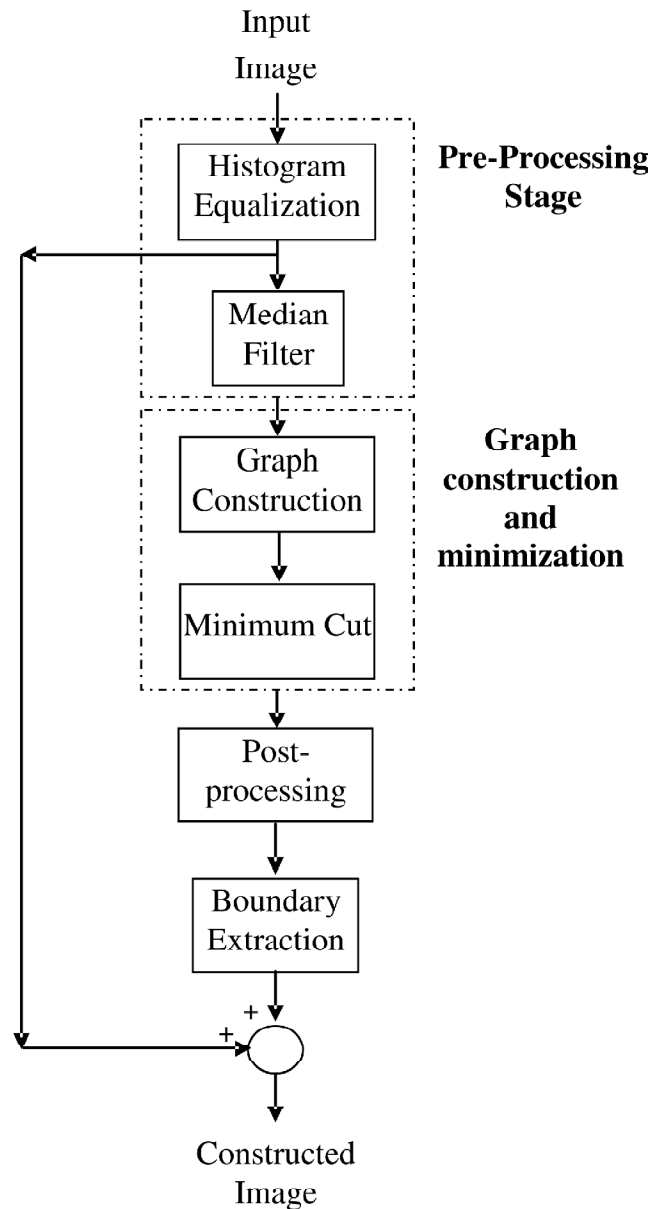 Input
Image
Histogram
Equalization
Pre-Processing
Stage
Median
Filter
Graph
Construction
Graph
construction
and
minimization
Minimum Cut
Post-
processing
Boundary
Extraction
+
+
Constructed
Image